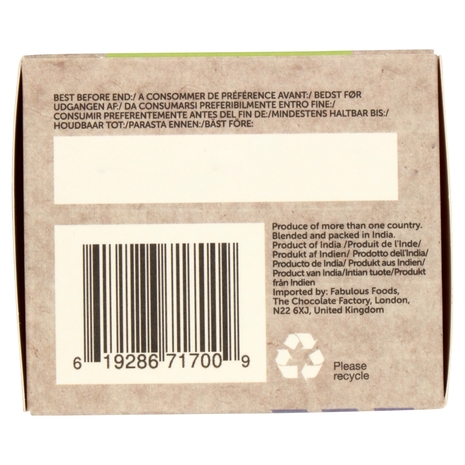 BEST BEFORE END:/ A CONSOMMER DE PRÉFÉRENCE AVANT:/ BEDST FØR
UDGANGEN AF:/ DA CONSUMARSI PREFERIBILMENTE ENTRO FINE:/
CONSUMIR PREFERENTEMENTE ANTES DEL FIN DE:/MINDESTENS HALTBAR BIS:/
HOUDBAAR TOT:/PARASTA ENNEN:/BÄST FÖRE:
Produce of more than one country.
Blended and packed in India.
Product of India /Produit de l'Inde/
Produkt af Indien/ Prodotto dell'India/
Producto de India/ Produkt aus Indien/
Product van India/Intian tuote/Produkt
från Indien
Imported by: Fabulous Foods,
The Chocolate Factory, London,
N22 6XJ, United Kingdom
6 19286 71700 9
Please
recycle